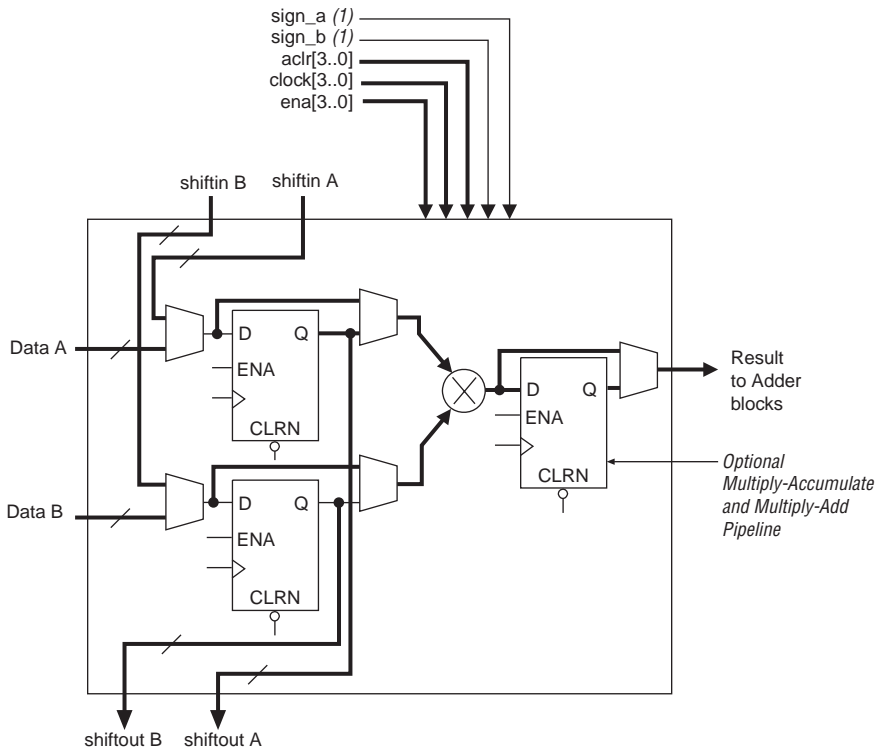 sign_a (1)
sign_b (1)
aclr[3..0]
clock[3..0]
ena[3..0]
shiftin B
shiftin A
Data A
D
Q
ENA
CLRN
D
Q
ENA
CLRN
Result
to Adder
blocks
Data B
D
Q
ENA
CLRN
Optional
Multiply-Accumulate
and Multiply-Add
Pipeline
shiftout B
shiftout A